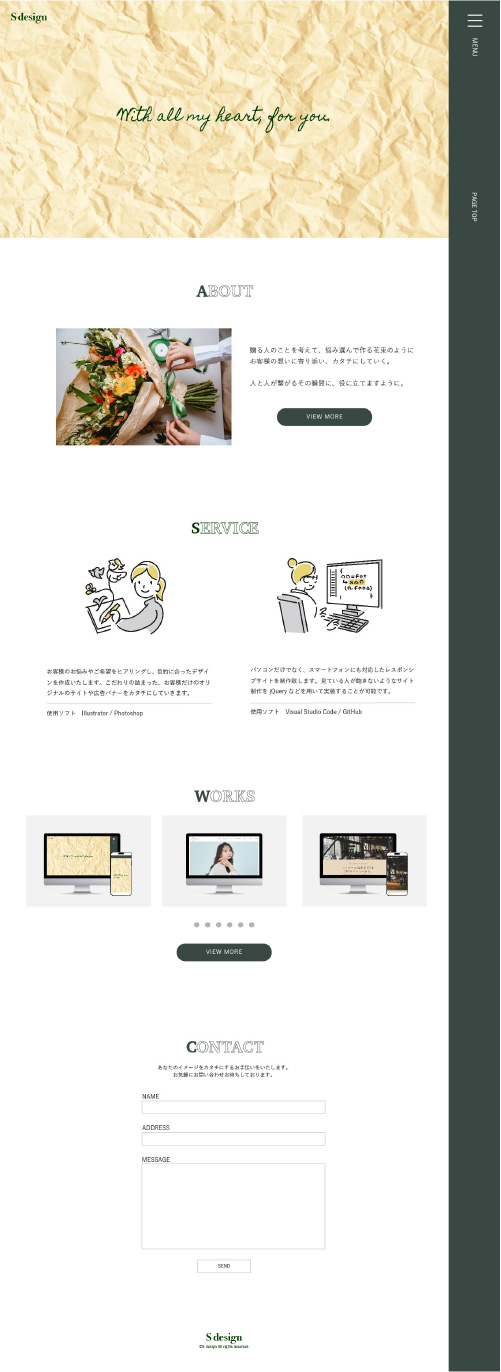 S design
MENU
With all my heart, for you.
PAGE TOP
ABOUT
贈る人のことを考えて、悩み選んで作る花束のように
お客様の想いに寄り添い、カタチにしていく。
人と人が繋がるその瞬間に、役に立てますように。
VIEW MORE
SERVICE
お客様のお悩みやご希望をヒアリングし、目的に合ったデザイ
ンを作成いたします。こだわりの詰まった、お客様だけのオリ
ジナルのサイトや広告バナーをカタチにしていきます。
使用ソフト Illustrator / Photoshop
パソコンだけでなく、スマートフォンにも対応したレスポンシ
ブサイトを制作致します。見ている人が飽きないようなサイト
制作を jQuery などを用いて実装することが可能です。
使用ソフト Visual Studio Code / GitHub
WORKS
VIEW MORE
CONTACT
あなたのイメージをカタチにするお手伝いをいたします。
お気軽にお問い合わせお待ちしております。
NAME
ADDRESS
MESSAGE
SEND
S design